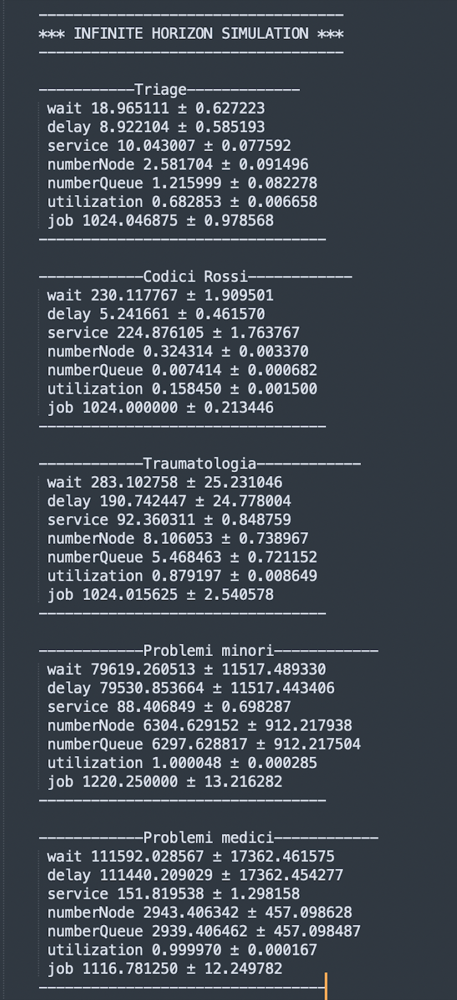 -----------------------------------
*** INFINITE HORIZON SIMULATION ***
-----------------------------------
-----------Triage-------------
wait 18.965111 ± 0.627223
delay 8.922104 ± 0.585193
service 10.043007 ± 0.077592
numberNode 2.581704 ± 0.091496
numberQueue 1.215999 ± 0.082278
utilization 0.682853 ± 0.006658
job 1024.046875 ± 0.978568
---------------------------------
------------Codici Rossi------------
wait 230.117767 ± 1.909501
delay 5.241661 ± 0.461570
service 224.876105 ± 1.763767
numberNode 0.324314 ± 0.003370
numberQueue 0.007414 ± 0.000682
utilization 0.158450 ± 0.001500
job 1024.000000 ± 0.213446
---------------------------------
------------Traumatologia------------
wait 283.102758 ± 25.231046
delay 190.742447 ± 24.778004
service 92.360311 ± 0.848759
numberNode 8.106053 ± 0.738967
numberQueue 5.468463 ± 0.721152
utilization 0.879197 ± 0.008649
job 1024.015625 ± 2.540578
---------------------------------
------------Problemi minori------------
wait 79619.260513 ± 11517.489330
delay 79530.853664 ± 11517.443406
service 88.406849 ± 0.698287
numberNode 6304.629152 ± 912.217938
numberQueue 6297.628817 ± 912.217504
utilization 1.000048 ± 0.000285
job 1220.250000 ± 13.216282
---------------------------------
------------Problemi medici------------
wait 111592.028567 ± 17362.461575
delay 111440.209029 ± 17362.454277
service 151.819538 ± 1.298158
numberNode 2943.406342 ± 457.098628
numberQueue 2939.406462 ± 457.098487
utilization 0.999970 ± 0.000167
job 1116.781250 ± 12.249782
---------------------------------